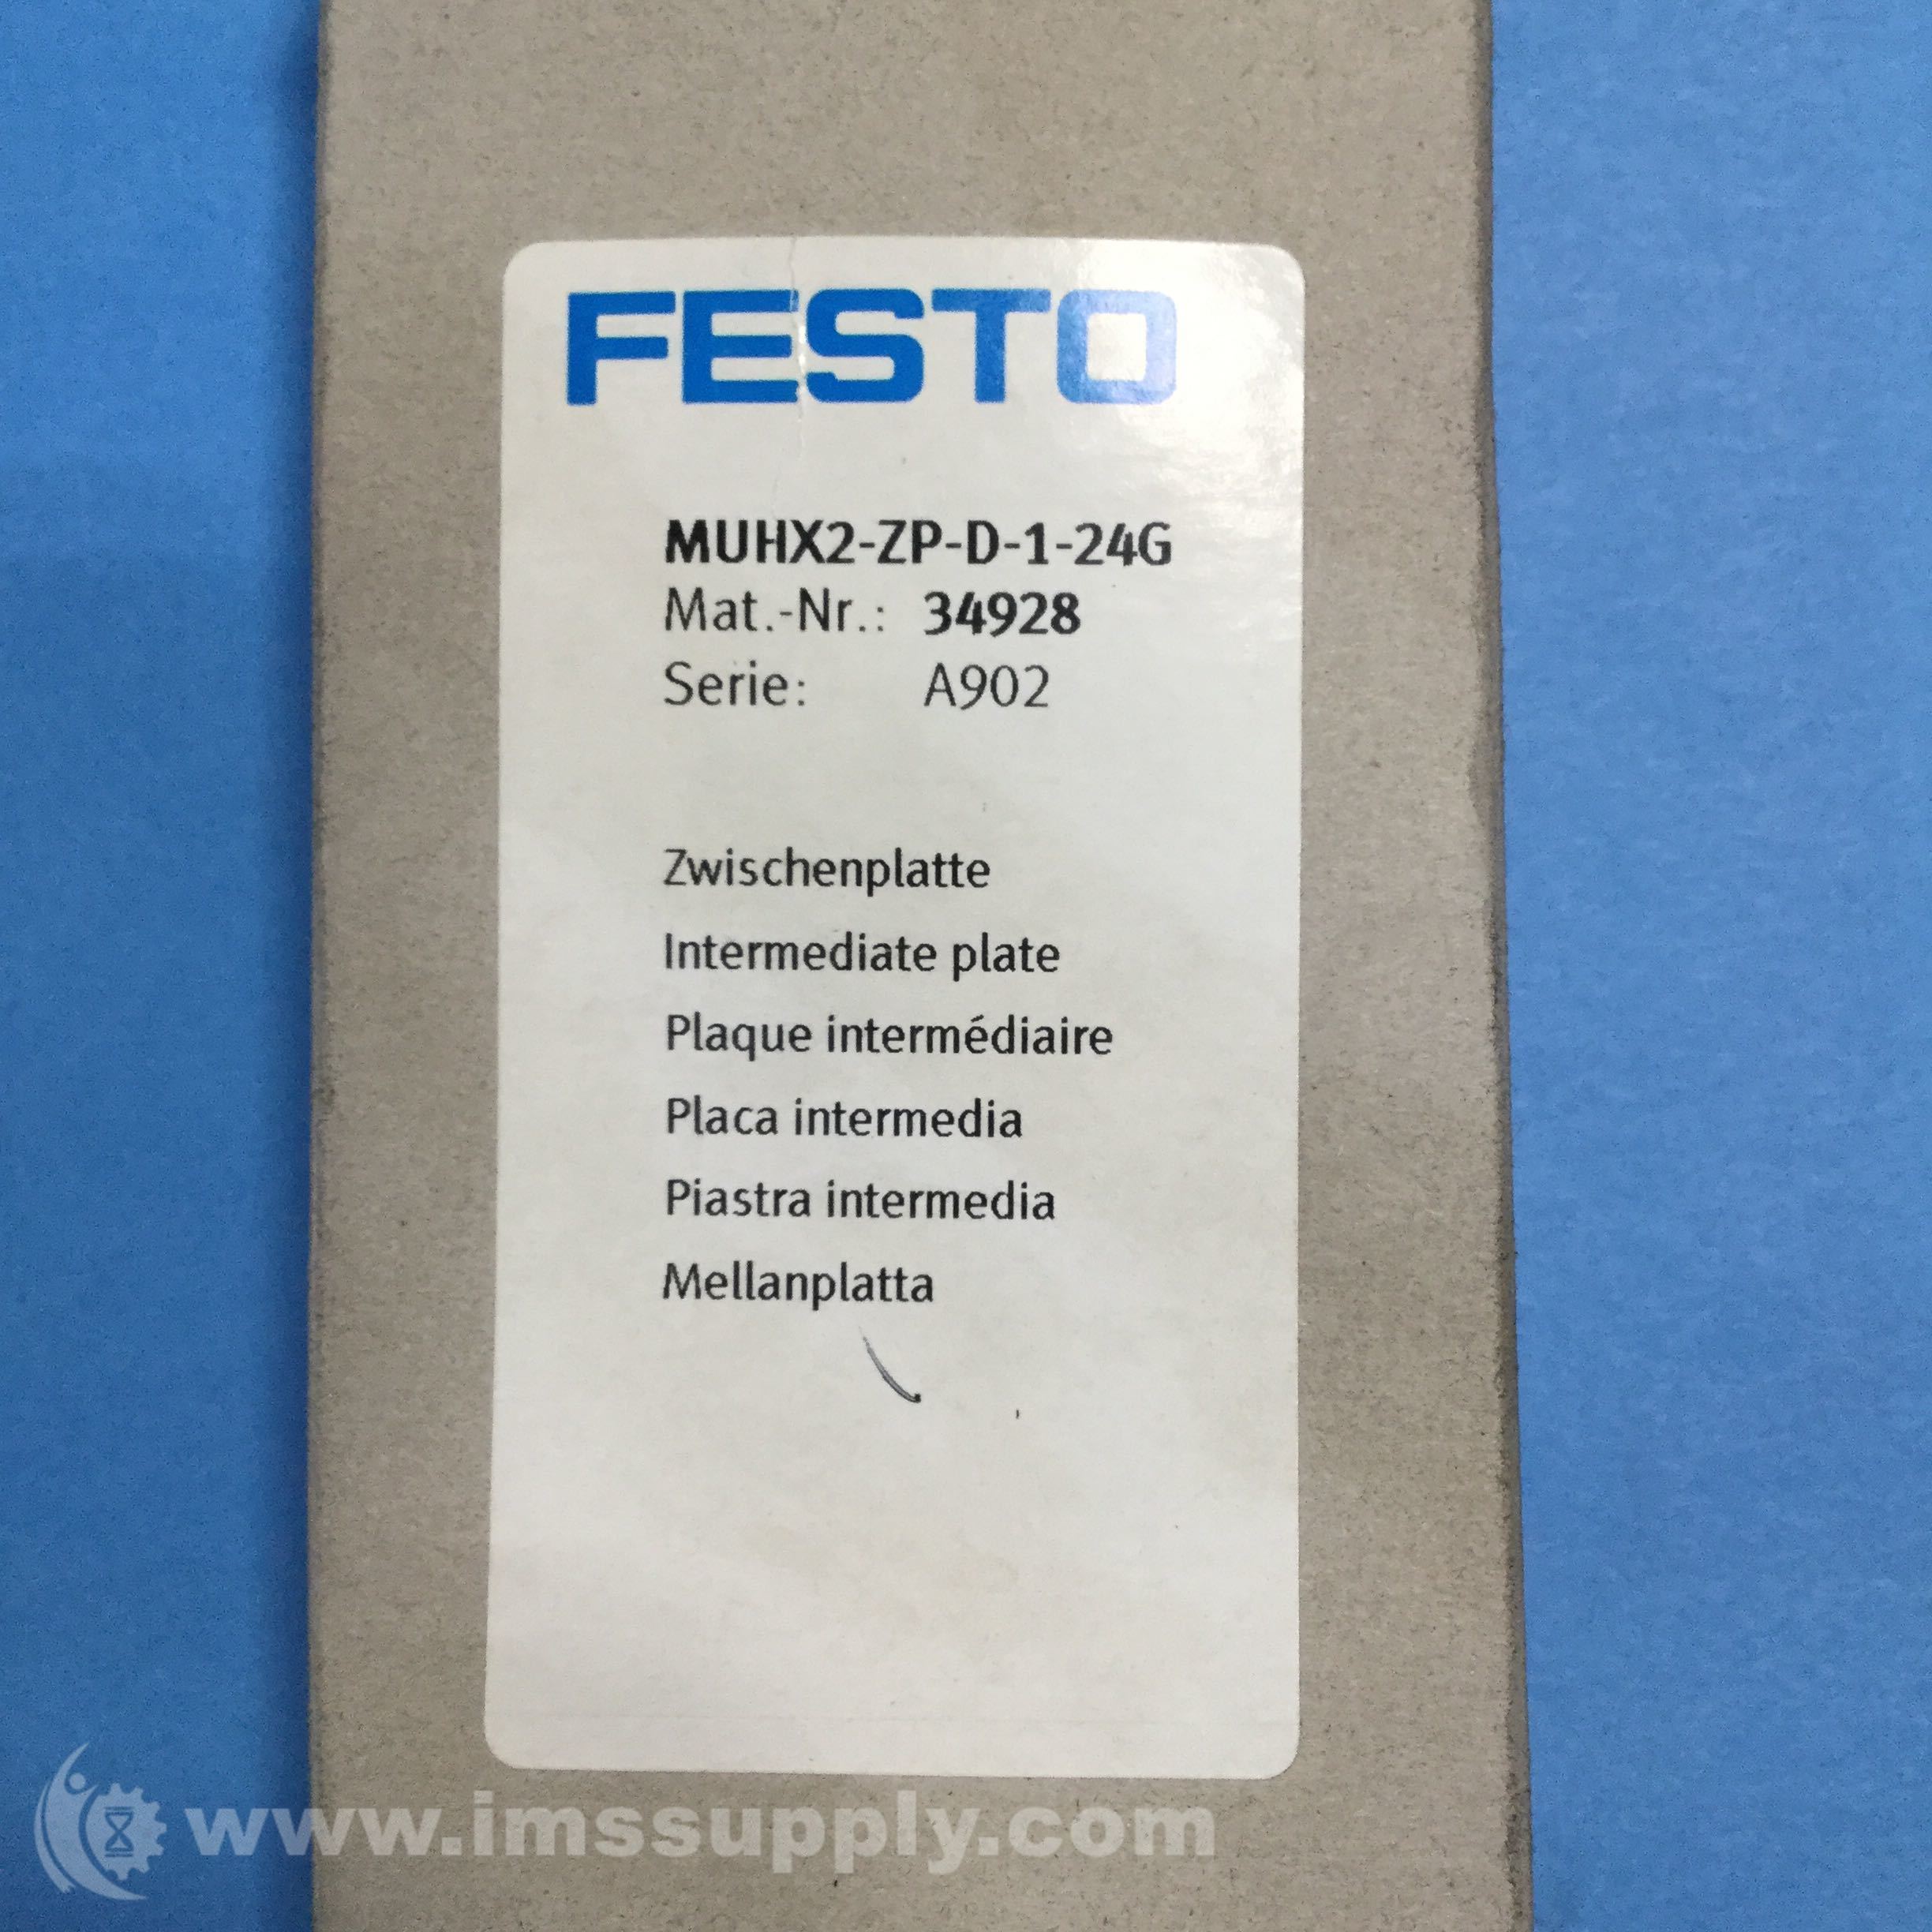 FESTO
MUHX2-ZP-D-1-24G
Mat.-Nr.: 34928
Serie: A902
Zwischenplatte
Intermediate plate
Plaque intermédiaire
Placa intermedia
Piastra intermedia
Mellanplatta
www.imssupply.com